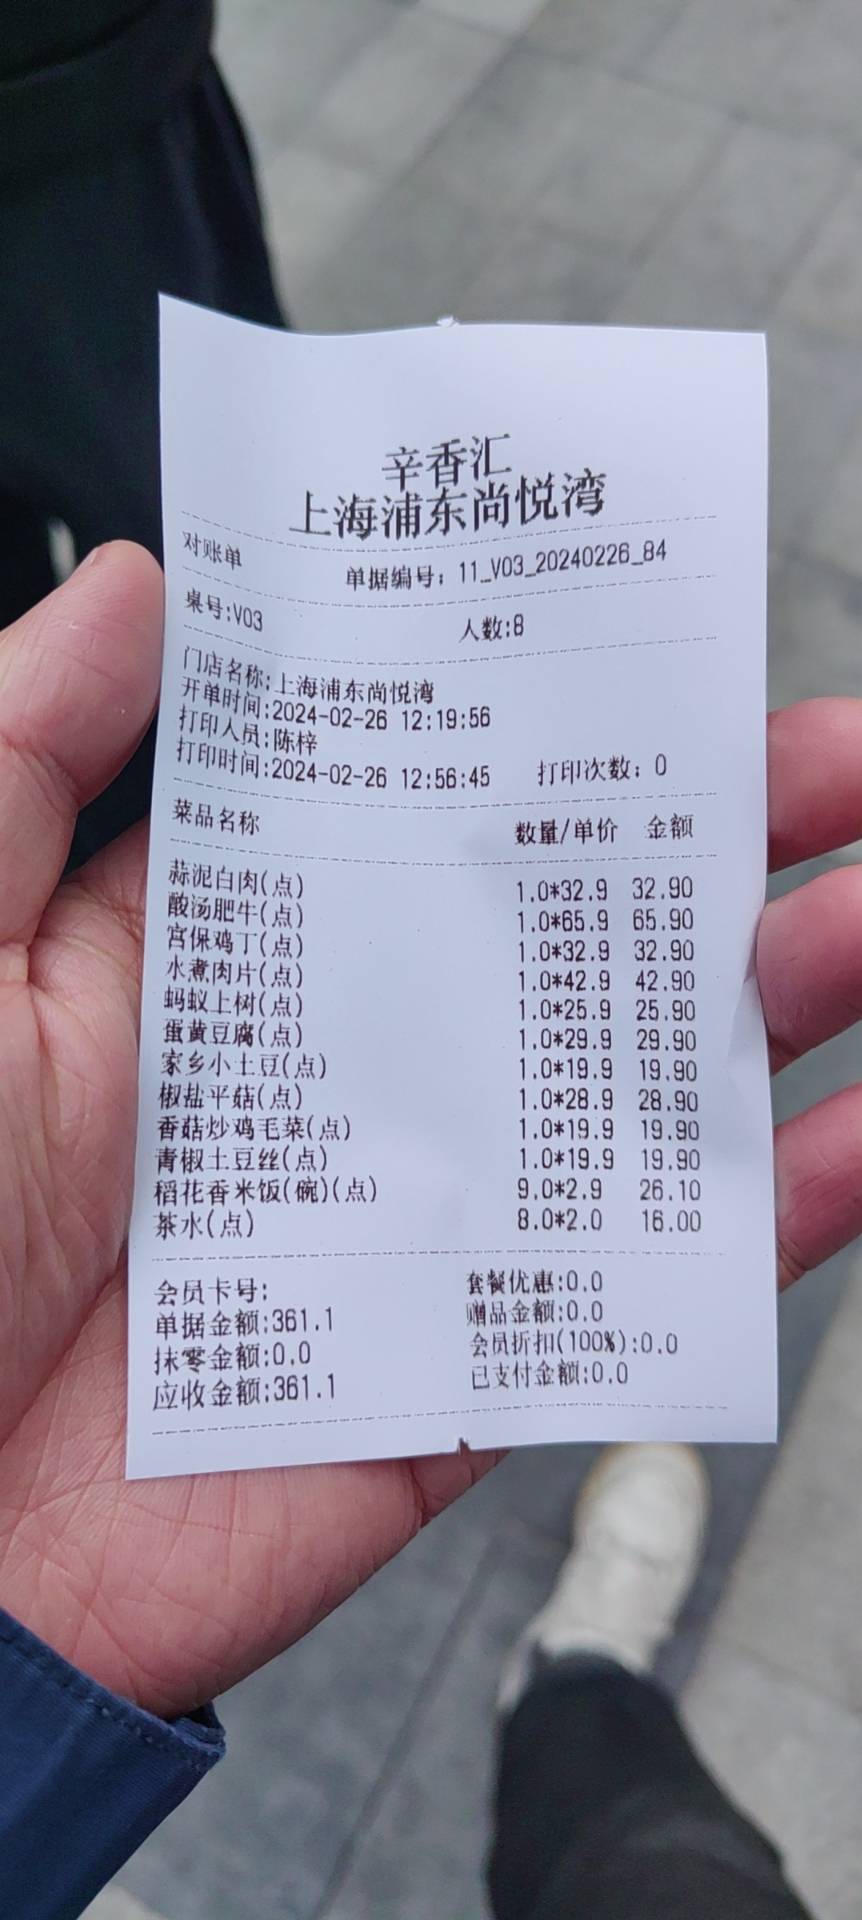 辛香汇
上海浦东尚悦湾
对账单 单据编号：11_V03_20240226_84
桌号:V03 人数:8
门店名称:上海浦东尚悦湾
开单时间:2024-02-26 12:19:56
打印人员:陈梓
打印时间:2024-02-26 12:56:45 打印次数：0
菜品名称 数量/单价 金额
蒜泥白肉(点) 1.0*32.9 32.90
酸汤肥牛(点) 1.0*65.9 65.90
宫保鸡丁(点) 1.0*32.9 32.90
水煮肉片(点) 1.0*42.9 42.90
蚂蚁上树(点) 1.0*25.9 25.90
蛋黄豆腐(点) 1.0*29.9 29.90
家乡小土豆(点) 1.0*19.9 19.90
椒盐平菇(点) 1.0*28.9 28.90
香菇炒鸡毛菜(点) 1.0*19.9 19.90
青椒土豆丝(点) 1.0*19.9 19.90
稻花香米饭(碗)(点) 9.0*2.9 26.10
茶水(点) 8.0*2.0 16.00
会员卡号: 套餐优惠:0.0
单据金额:361.1 赠品金额:0.0
抹零金额:0.0 会员折扣(100%):0.0
应收金额:361.1 已支付金额:0.0